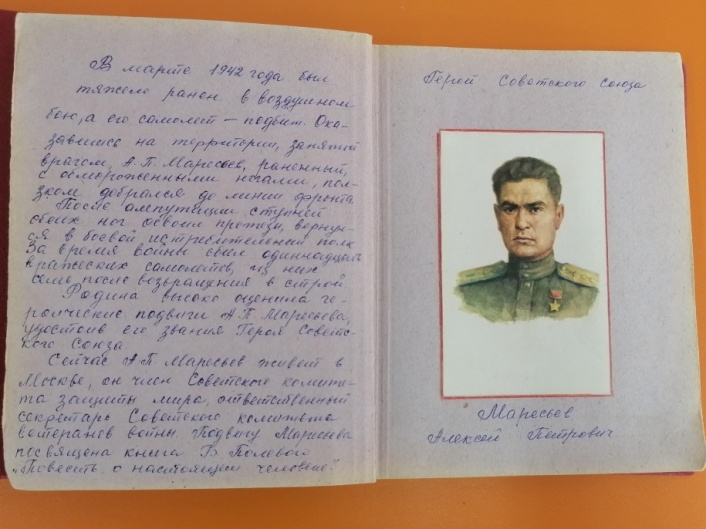 В марте 1942 года был
тяжело ранен в воздушном
бою, а его самолет – подбит. Ока-
завшись на территории, занятой
врагом, А. П. Маресьев, раненный,
с обмороженными ногами, пол-
зком добрался до линии фронта.
После ампутации ступней
обоих ног освоил протезы, вернул-
ся в боевой истребительный полк
За время войны сбил одиннадцать
вражеских самолетов, из них
семь после возвращения в строй
Родина высоко оценила ге-
роические подвиги А. П. Маресьева,
удостоив его звания Героя Советс-
кого Союза
Сейчас А. П. Маресьев живет в
Москве, он член Советского комите-
та защиты мира, ответственный
секретарь Советского комитета
ветеранов войны. Подвигу Маресьева
посвящена книга Б. Полевого
„Повесть о настоящем человеке"
Герой Советского Союза
Маресьев
Алексей Петрович